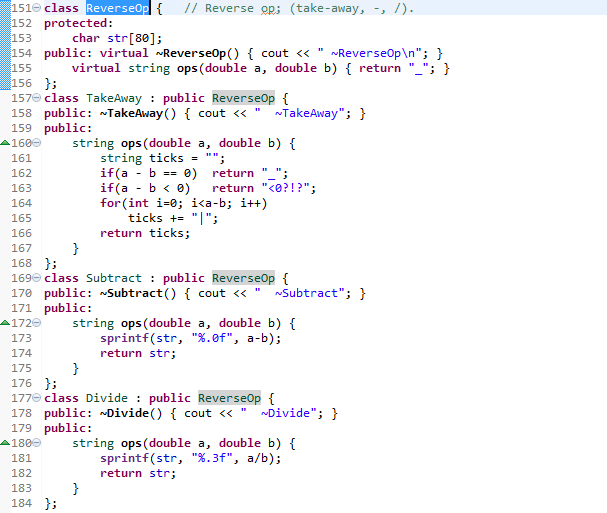 151 class ReverseOp {   // Reverse op; (take-away, -, /).
152 protected:
153     char str[80];
154 public: virtual ~ReverseOp() { cout << " ~ReverseOp\n"; }
155     virtual string ops(double a, double b) { return "_"; }
156 };
157 class TakeAway : public ReverseOp {
158 public: ~TakeAway() { cout << "  ~TakeAway"; }
159 public:
160     string ops(double a, double b) {
161         string ticks = "";
162         if(a - b == 0)  return "_";
163         if(a - b < 0)   return "<0?!?";
164         for(int i=0; i<a-b; i++)
165             ticks += "|";
166         return ticks;
167     }
168 };
169 class Subtract : public ReverseOp {
170 public: ~Subtract() { cout << "  ~Subtract"; }
171 public:
172     string ops(double a, double b) {
173         sprintf(str, "%.0f", a-b);
174         return str;
175     }
176 };
177 class Divide : public ReverseOp {
178 public: ~Divide() { cout << "  ~Divide"; }
179 public:
180     string ops(double a, double b) {
181         sprintf(str, "%.3f", a/b);
182         return str;
183     }
184 };